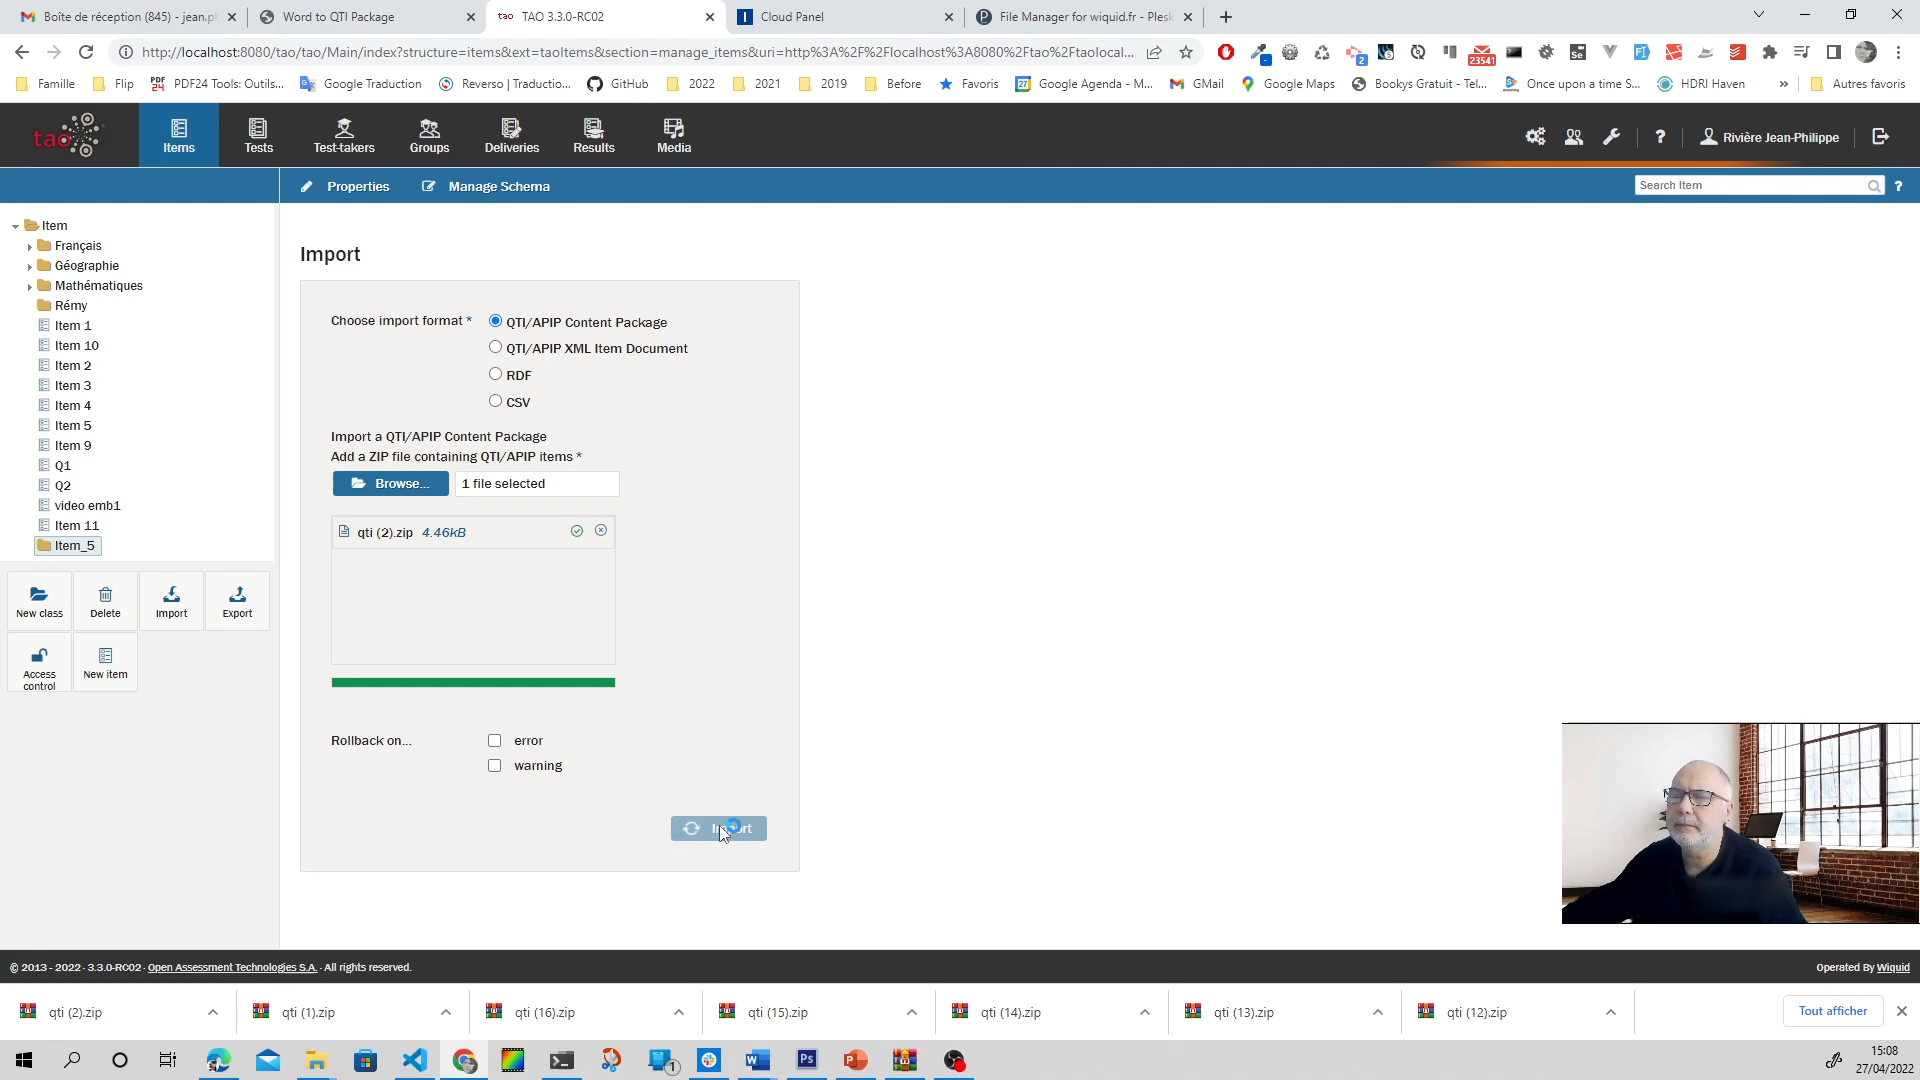 Boîte de réception (845) - jean.ph
Word to QTI Package
tao TAO 3.3.0-RC02
Cloud Panel
File Manager for wiquid.fr - Plesk
http://localhost:8080/tao/tao/Main/index?structure=items&ext=taoItems&section=manage_items&uri=http%3A%2F%2Flocalhost%3A8080%2Ftao%2Ftaolocal...
2
23541
Famille
Flip
PDF24 Tools: Outils...
Google Traduction
Reverso | Traductio...
GitHub
2022
2021
2019
Before
Favoris
Google Agenda - M...
GMail
Google Maps
Bookys Gratuit - Tel...
Once upon a time S...
HDRI Haven
»
Autres favoris
tao
Items
Tests
Test-takers
Groups
Deliveries
Results
Media
?
Rivière Jean-Philippe
Properties
Manage Schema
Search Item
?
Item
Français
Géographie
Mathématiques
Rémy
Item 1
Item 10
Item 2
Item 3
Item 4
Item 5
Item 9
Q1
Q2
video emb1
Item 11
Item_5
New class
Delete
Import
Export
Access control
New item
Import
Choose import format *
QTI/APIP Content Package
QTI/APIP XML Item Document
RDF
CSV
Import a QTI/APIP Content Package
Add a ZIP file containing QTI/APIP items *
Browse...
1 file selected
qti (2).zip 4.46kB
Rollback on...
error
warning
Import
© 2013 - 2022 · 3.3.0-RC02 · Open Assessment Technologies S.A. · All rights reserved.
Operated By Wiquid
qti (2).zip
qti (1).zip
qti (16).zip
qti (15).zip
qti (14).zip
qti (13).zip
qti (12).zip
Tout afficher
15:08
27/04/2022